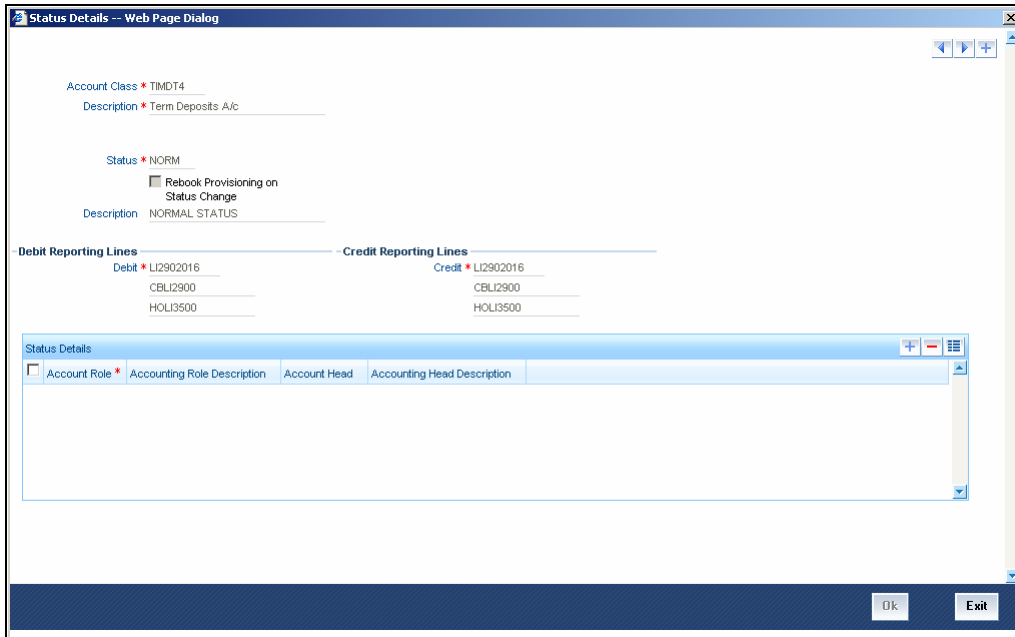 Status Details -- Web Page Dialog
Account Class * TIMDT4
Description * Term Deposits A/c
Status * NORM
Rebook Provisioning on
Status Change
Description NORMAL STATUS
Debit Reporting Lines
Debit * LI2902016
CBLI2900
HOLI3500
Credit Reporting Lines
Credit * LI2902016
CBLI2900
HOLI3500
Status Details
Account Role * Accounting Role Description Account Head Accounting Head Description
Ok Exit